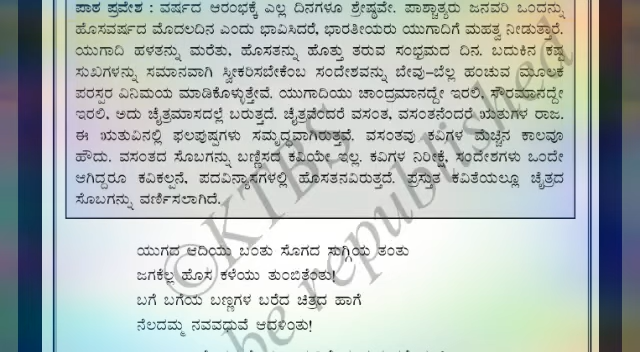 ಪಾಠ ಪ್ರವೇಶ : ವರ್ಷದ ಆರಂಭಕ್ಕೆ ಎಲ್ಲ ದಿನಗಳೂ ಶ್ರೇಷ್ಠವೇ. ಪಾಶ್ಚಾತ್ಯರು ಜನವರಿ ಒಂದನ್ನು
ಹೊಸವರ್ಷದ ಮೊದಲದಿನ ಎಂದು ಭಾವಿಸಿದರೆ, ಭಾರತೀಯರು ಯುಗಾದಿಗೆ ಮಹತ್ವ ನೀಡುತ್ತಾರೆ.
ಯುಗಾದಿ ಹಳತನ್ನು ಮರೆತು, ಹೊಸತನ್ನು ಹೊತ್ತು ತರುವ ಸಂಭ್ರಮದ ದಿನ. ಬದುಕಿನ ಕಷ್ಟ
ಸುಖಗಳನ್ನು ಸಮಾನವಾಗಿ ಸ್ವೀಕರಿಸಬೇಕೆಂಬ ಸಂದೇಶವನ್ನು ಬೇವು–ಬೆಲ್ಲ ಹಂಚುವ ಮೂಲಕ
ಪರಸ್ಪರ ವಿನಿಮಯ ಮಾಡಿಕೊಳ್ಳುತ್ತೇವೆ. ಯುಗಾದಿಯು ಚಾಂದ್ರಮಾನದ್ದೇ ಇರಲಿ, ಸೌರಮಾನದ್ದೇ
ಇರಲಿ, ಅದು ಚೈತ್ರಮಾಸದಲ್ಲೆ ಬರುತ್ತದೆ. ಚೈತ್ರವೆಂದರೆ ವಸಂತ, ವಸಂತನೆಂದರೆ ಋತುಗಳ ರಾಜ.
ಈ ಋತುವಿನಲ್ಲಿ ಫಲಪುಷ್ಪಗಳು ಸಮೃದ್ಧವಾಗಿರುತ್ತವೆ. ವಸಂತವು ಕವಿಗಳ ಮೆಚ್ಚಿನ ಕಾಲವೂ
ಹೌದು. ವಸಂತದ ಸೊಬಗನ್ನು ಬಣ್ಣಿಸದ ಕವಿಯೇ ಇಲ್ಲ. ಕವಿಗಳ ನಿರೀಕ್ಷೆ, ಸಂದೇಶಗಳು ಒಂದೇ
ಆಗಿದ್ದರೂ ಕವಿಕಲ್ಪನೆ, ಪದವಿನ್ಯಾಸಗಳಲ್ಲಿ ಹೊಸತನವಿರುತ್ತದೆ. ಪ್ರಸ್ತುತ ಕವಿತೆಯಲ್ಲೂ ಚೈತ್ರದ
ಸೊಬಗನ್ನು ವರ್ಣಿಸಲಾಗಿದೆ.
ಯುಗದ ಆದಿಯು ಬಂತು ಸೊಗದ ಸುಗ್ಗಿಯ ತಂತು
ಜಗಕೆಲ್ಲ ಹೊಸ ಕಳೆಯು ತುಂಬಿತೆಂತು!
ಬಗೆ ಬಗೆಯ ಬಣ್ಣಗಳ ಬರೆದ ಚಿತ್ರದ ಹಾಗೆ
ನೆಲದಮ್ಮ ನವವಧುವೆ ಆದಳಿಂತು!
©KTBS
be republished